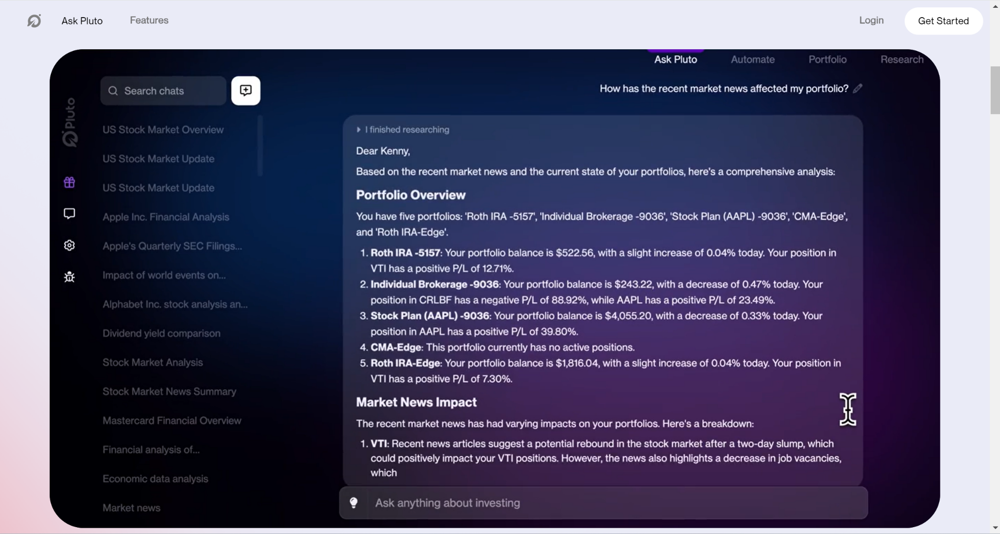 Ask Pluto
Features
Login
Get Started
Ask Pluto
Automate
Portfolio
Research
Search chats
Pluto
US Stock Market Overview
US Stock Market Update
US Stock Market Update
Apple Inc. Financial Analysis
Apple's Quarterly SEC Filings...
Impact of world events on...
Alphabet Inc. stock analysis an...
Dividend yield comparison
Stock Market Analysis
Stock Market News Summary
Mastercard Financial Overview
Financial analysis of...
Economic data analysis
Market news
How has the recent market news affected my portfolio?
I finished researching
Dear Kenny,
Based on the recent market news and the current state of your portfolios, here's a comprehensive analysis:
Portfolio Overview
You have five portfolios: 'Roth IRA -5157', 'Individual Brokerage -9036', 'Stock Plan (AAPL) -9036', 'CMA-Edge',
and 'Roth IRA-Edge'.
1. Roth IRA -5157: Your portfolio balance is $522.56, with a slight increase of 0.04% today. Your position in
VTI has a positive P/L of 12.71%.
2. Individual Brokerage -9036: Your portfolio balance is $243.22, with a decrease of 0.47% today. Your
position in CRLBF has a negative P/L of 88.92%, while AAPL has a positive P/L of 23.49%.
3. Stock Plan (AAPL) -9036: Your portfolio balance is $4,055.20, with a decrease of 0.33% today. Your
position in AAPL has a positive P/L of 39.80%.
4. CMA-Edge: This portfolio currently has no active positions.
5. Roth IRA-Edge: Your portfolio balance is $1,816.04, with a slight increase of 0.04% today. Your position in
VTI has a positive P/L of 7.30%.
Market News Impact
The recent market news has had varying impacts on your portfolios. Here's a breakdown:
1. VTI: Recent news articles suggest a potential rebound in the stock market after a two-day slump, which
could positively impact your VTI positions. However, the news also highlights a decrease in job vacancies,
which
Ask anything about investing